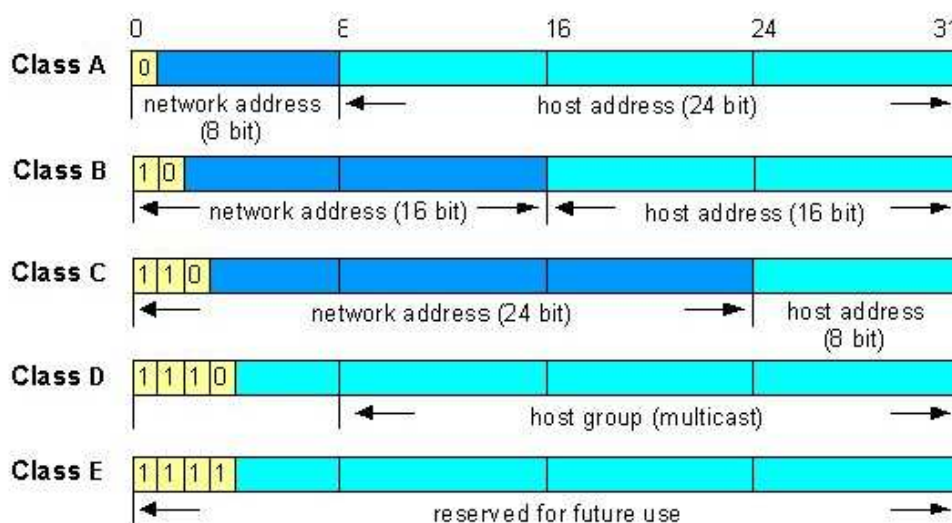 0 8 16 24 31
Class A
0
network address
(8 bit)
host address (24 bit)
Class B
1 0
network address (16 bit)
host address (16 bit)
Class C
1 1 0
network address (24 bit)
host address
(8 bit)
Class D
1 1 1 0
host group (multicast)
Class E
1 1 1 1
reserved for future use